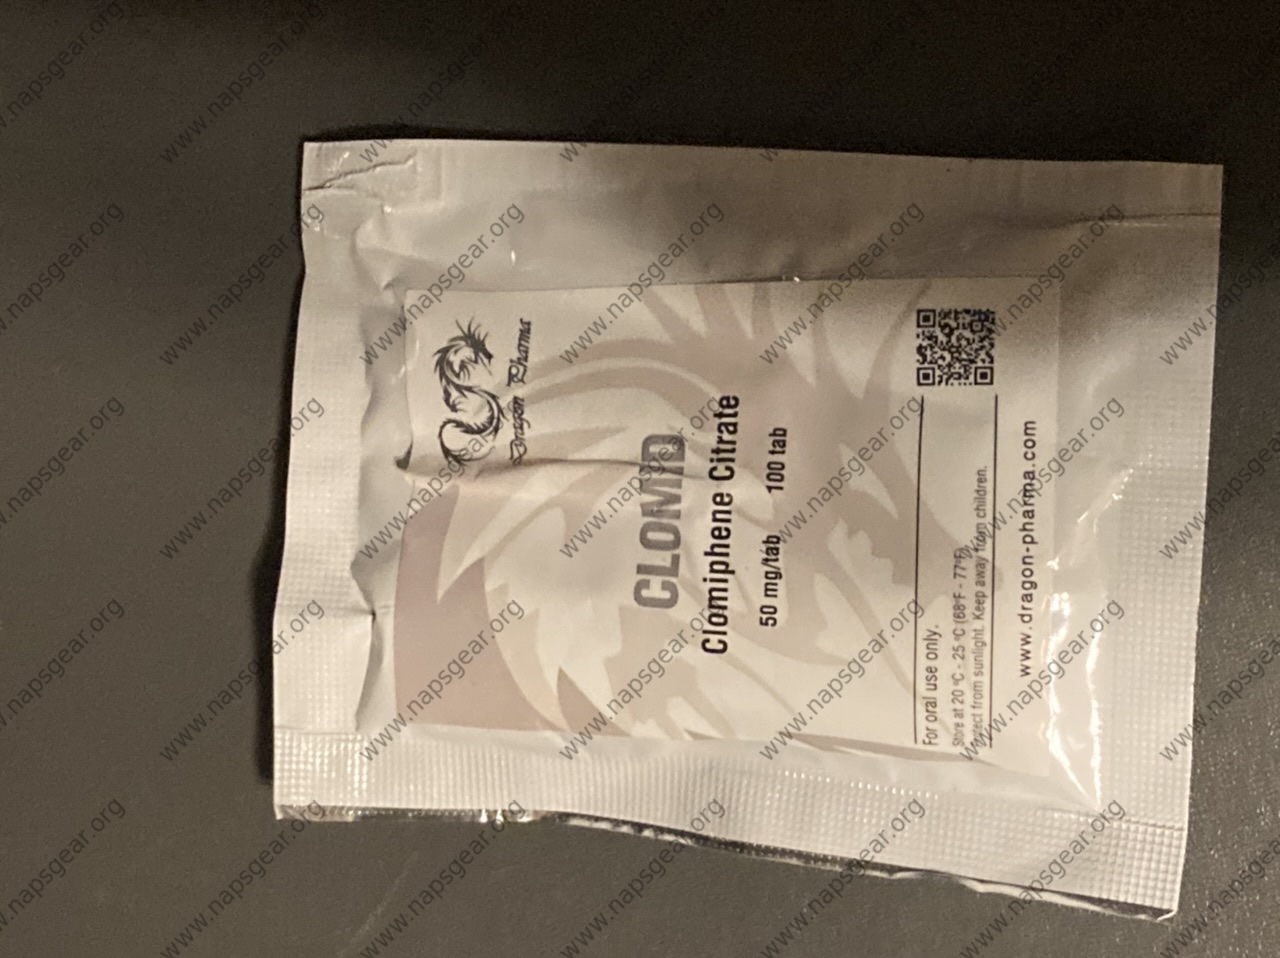 Dragon Pharma
CLOMID
Clomiphene Citrate
50 mg/tab 100 tab
For oral use only.
Store at 20 °C - 25 °C (68°F - 77°F).
Protect from sunlight. Keep away from children.
www.dragon-pharma.com
www.napsgear.org